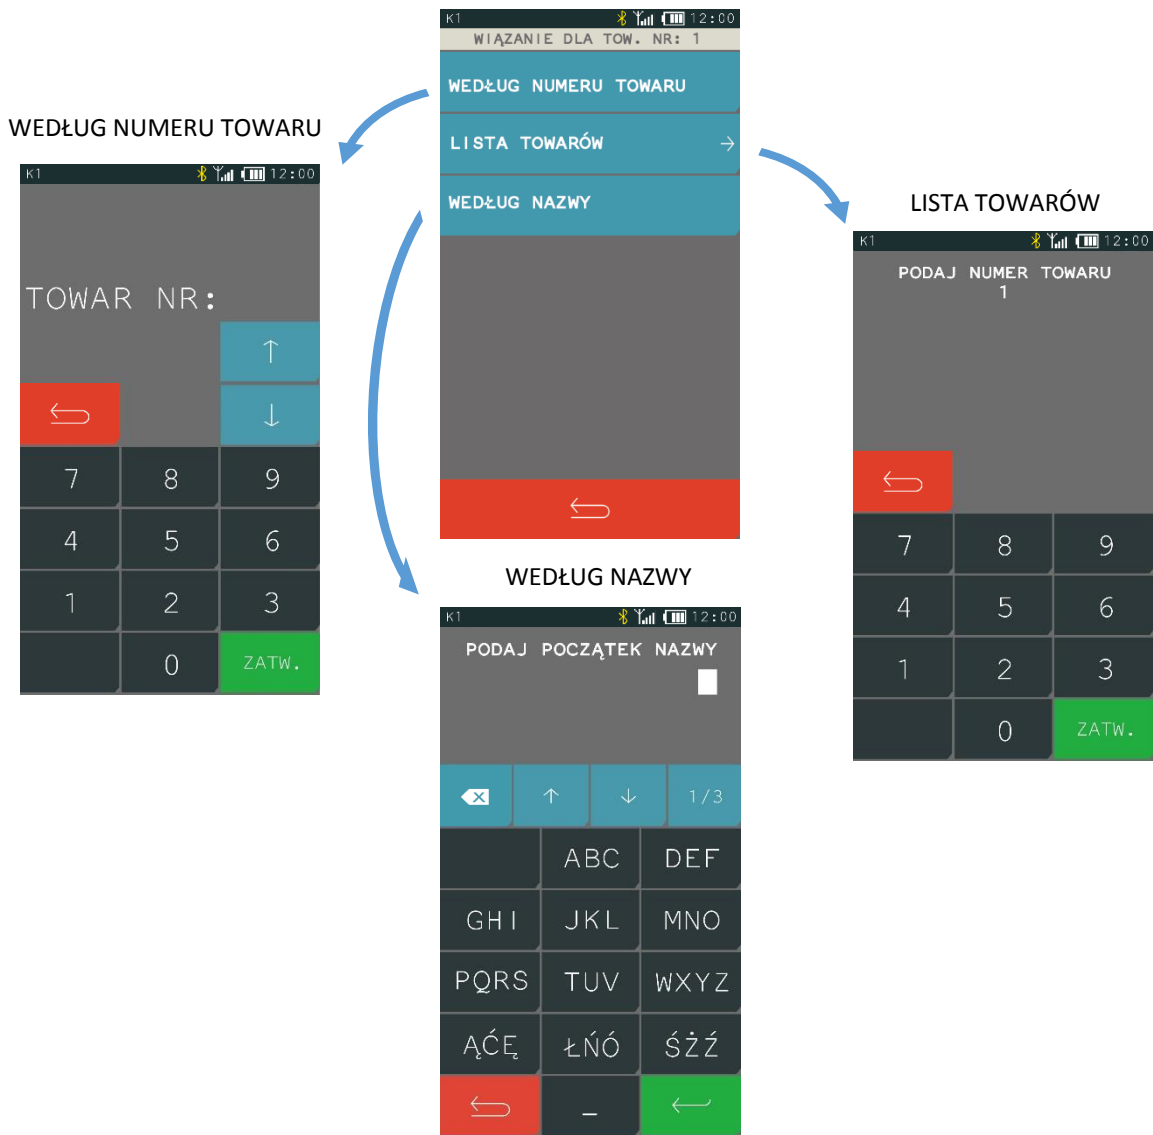 K1 12:00
WIĄZANIE DLA TOW. NR: 1
WEDŁUG NUMERU TOWARU
LISTA TOWARÓW →
WEDŁUG NAZWY
WEDŁUG NUMERU TOWARU
K1 12:00
TOWAR NR:
↑
↓
7 8 9
4 5 6
1 2 3
0 ZATW.
LISTA TOWARÓW
K1 12:00
PODAJ NUMER TOWARU
1
7 8 9
4 5 6
1 2 3
0 ZATW.
WEDŁUG NAZWY
K1 12:00
PODAJ POCZĄTEK NAZWY
↑ ↓ 1/3
ABC DEF
GHI JKL MNO
PQRS TUV WXYZ
ĄĆĘ ŁŃÓ ŚŻŹ
_